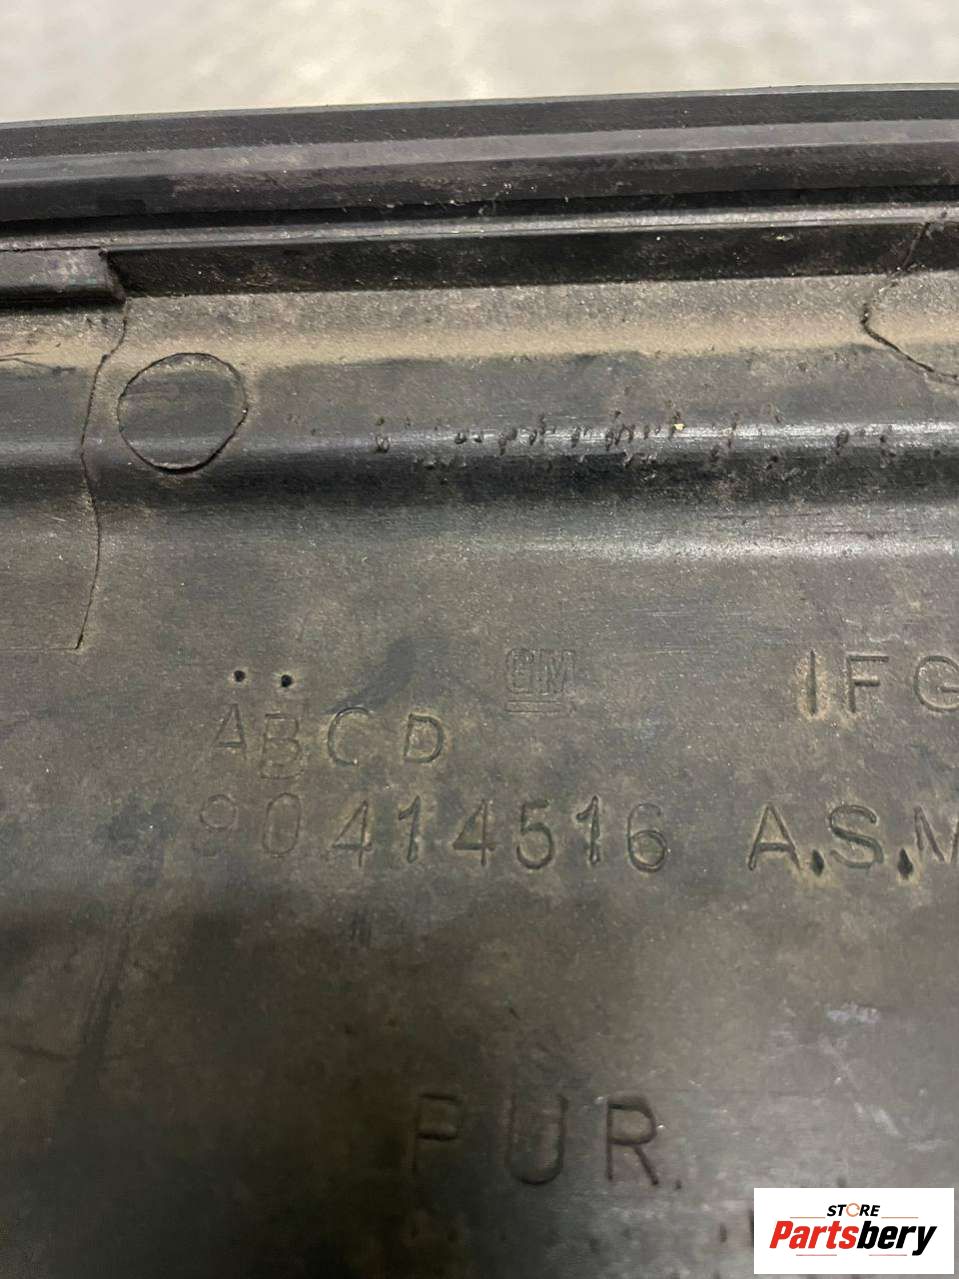 GM
IFG
ABCD
90414516 A.S.M
PUR.
STORE
Partsbery